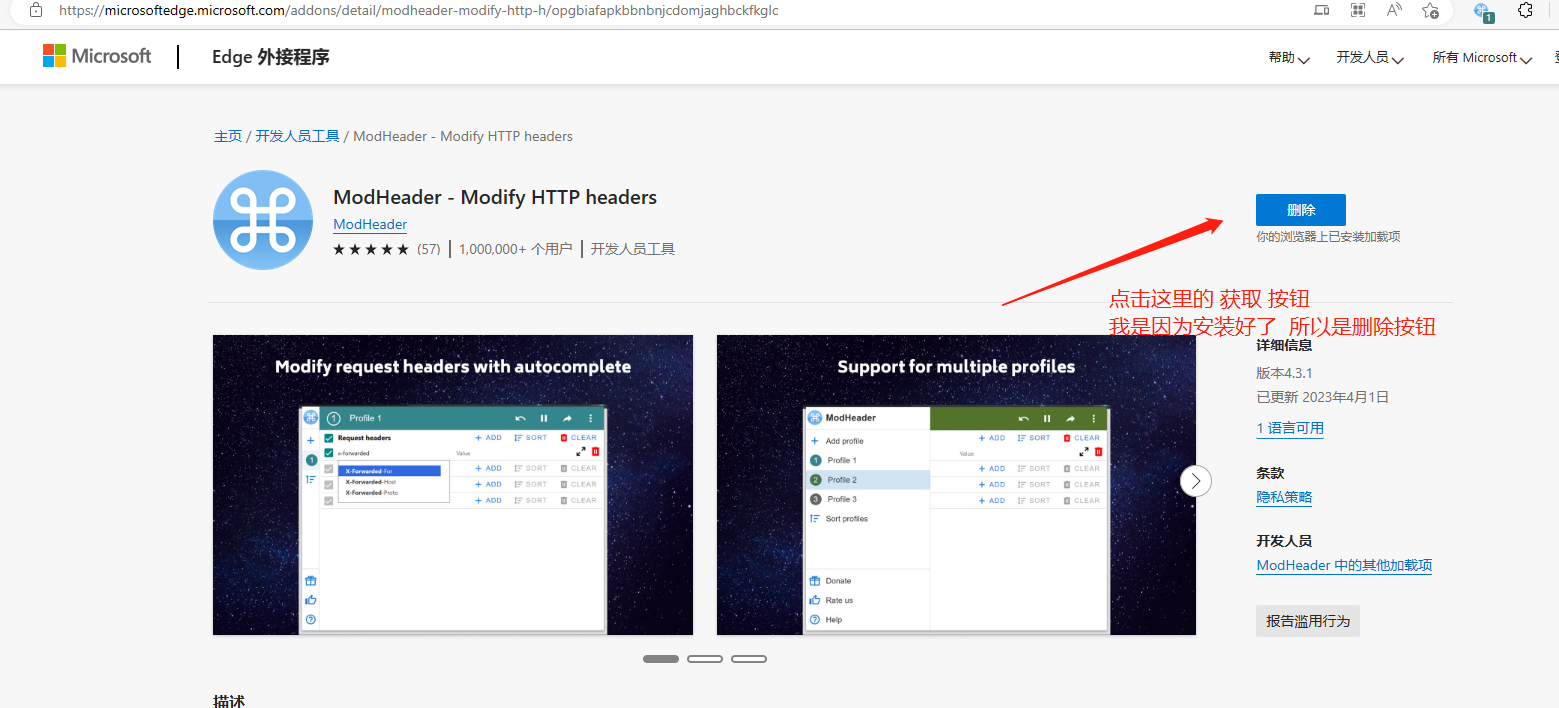 https://microsoftedge.microsoft.com/addons/detail/modheader-modify-http-h/opgbiafapkbbnbnjcdomjaghbckfkglc
1
Microsoft
Edge 外接程序
帮助
开发人员
所有 Microsoft
主页 / 开发人员工具 / ModHeader - Modify HTTP headers
ModHeader - Modify HTTP headers
ModHeader
(57)
1,000,000+ 个用户
开发人员工具
删除
你的浏览器上已安装加载项
点击这里的 获取 按钮
我是因为安装好了 所以是删除按钮
Modify request headers with autocomplete
1 Profile 1
Request headers
+ ADD SORT CLEAR
x-forwarded
Value
1
X-Forwarded-For
X-Forwarded-Host
X-Forwarded-Proto
+ ADD SORT CLEAR
+ ADD SORT CLEAR
+ ADD SORT CLEAR
Support for multiple profiles
ModHeader
+ Add profile
1 Profile 1
2 Profile 2
3 Profile 3
Sort profiles
Donate
Rate us
Help
+ ADD SORT CLEAR
Value
+ ADD SORT CLEAR
+ ADD SORT CLEAR
+ ADD SORT CLEAR
详细信息
版本4.3.1
已更新 2023年4月1日
1 语言可用
条款
隐私策略
开发人员
ModHeader 中的其他加载项
报告滥用行为
描述